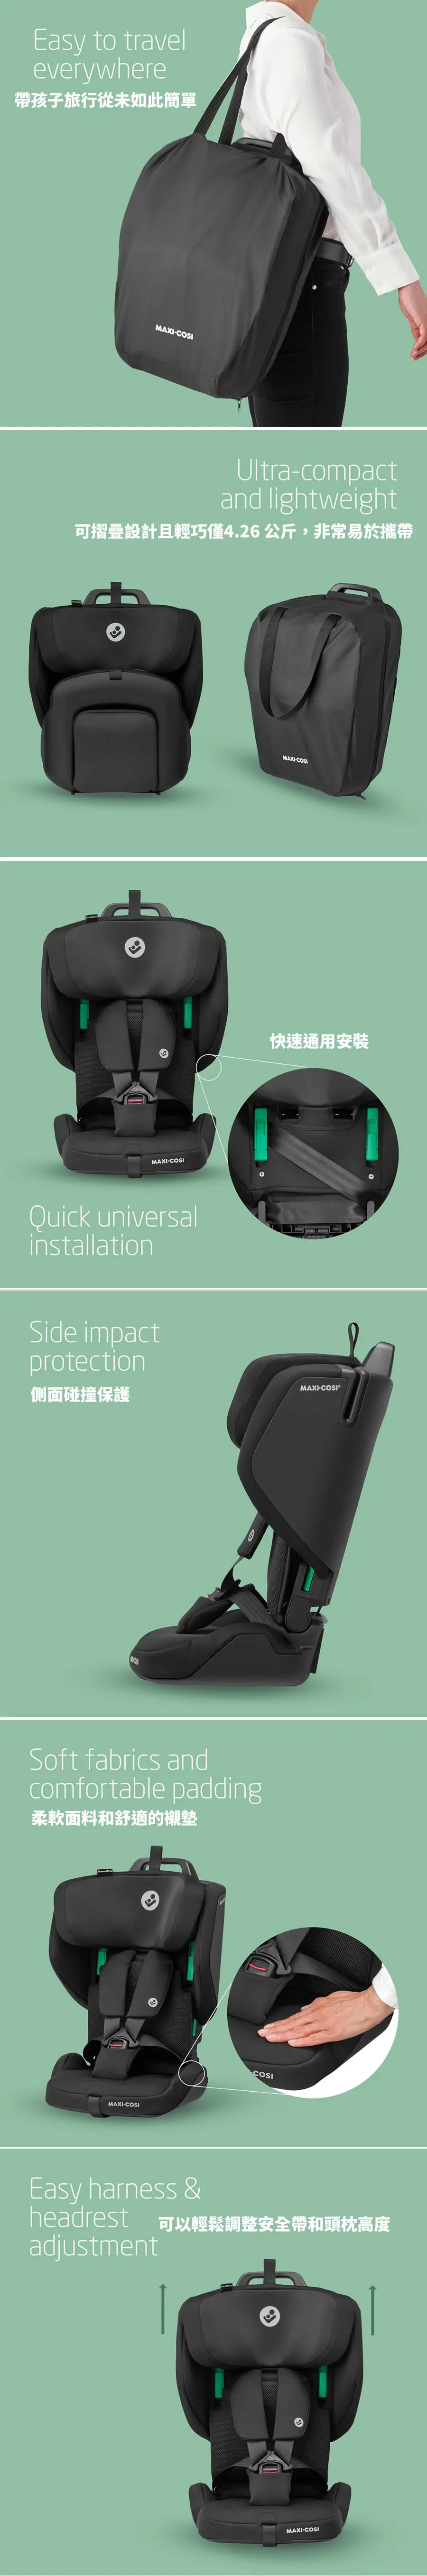 Easy to travel
everywhere
帶孩子旅行從未如此簡單
MAXI-COSI
Ultra-compact
and lightweight
可摺疊設計且輕巧僅4.26 公斤，非常易於攜帶
MAXI-COSI
快速通用安裝
MAXI-COSI
Quick universal
installation
Side impact
protection
側面碰撞保護
MAXI-COSI
Soft fabrics and
comfortable padding
柔軟面料和舒適的襯墊
COSI
MAXI-COSI
Easy harness &
headrest
可以輕鬆調整安全帶和頭枕高度
adjustment
MAXI-COSI